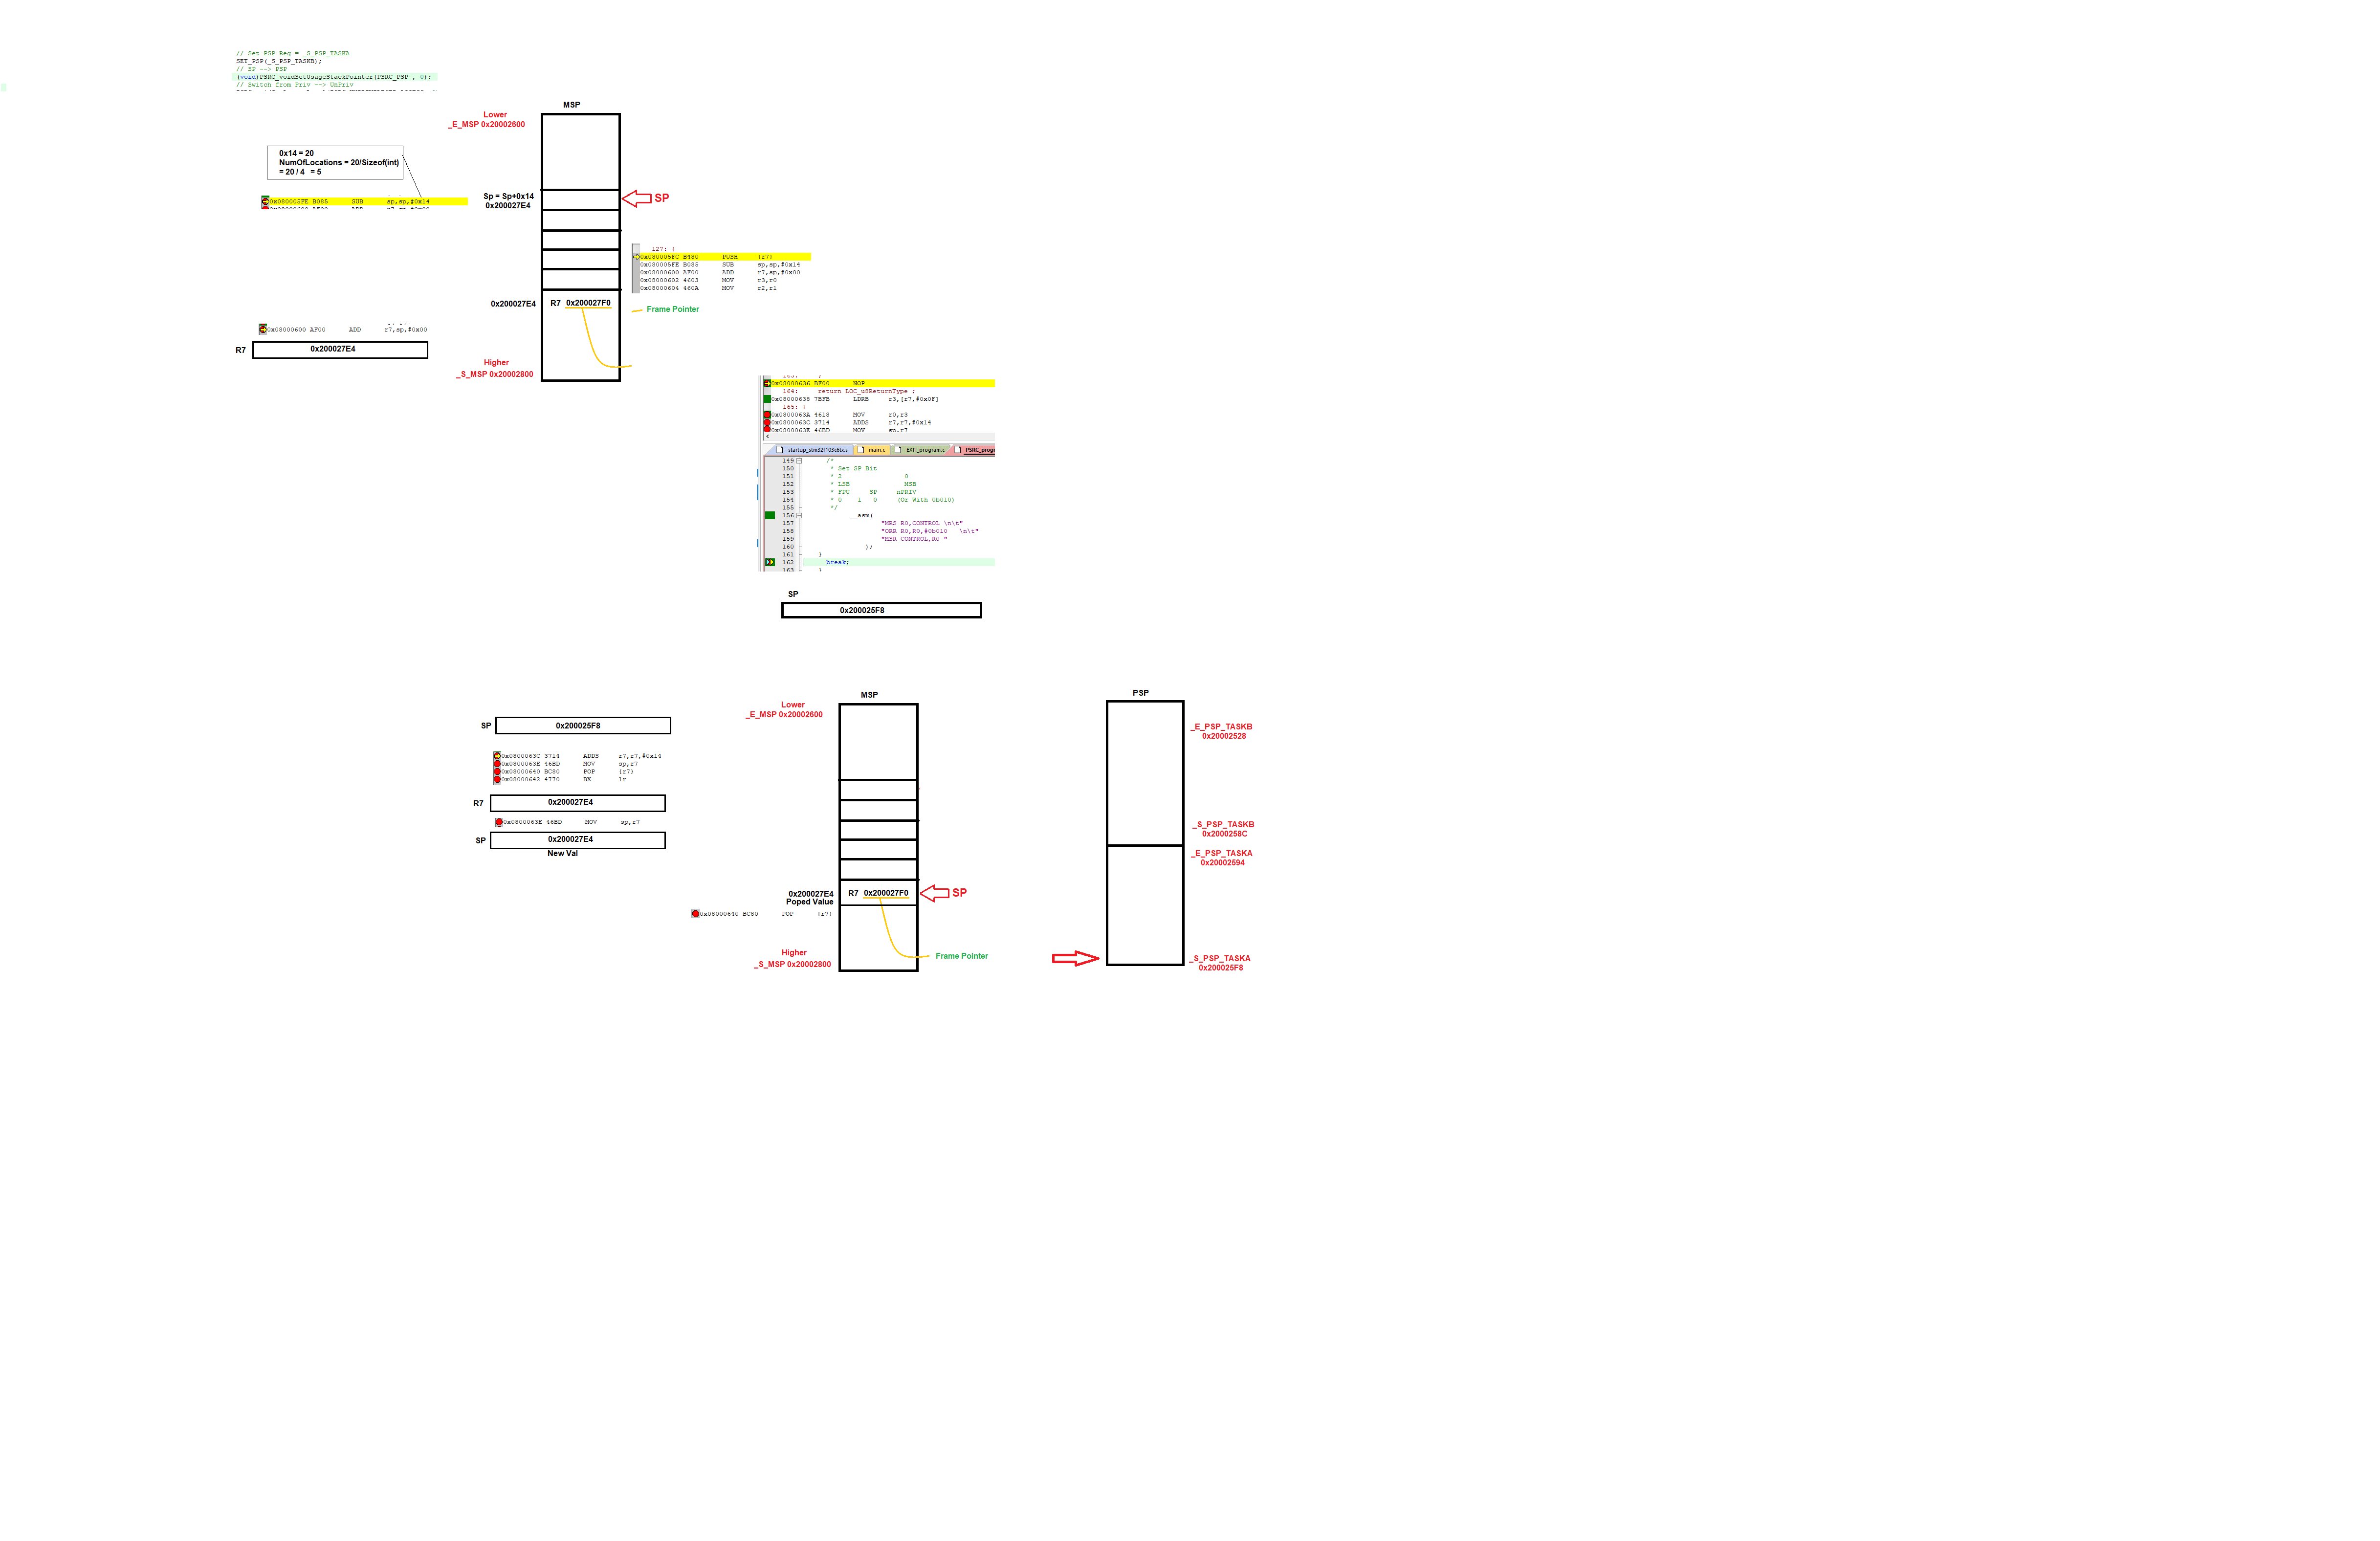 // Set PSP Reg = _S_PSP_TASKA
SET_PSP(_S_PSP_TASKB);
// SP --> PSP
(void)PSRC_voidSetUsageStackPointer(PSRC_PSP , 0);
// Switch from Priv --> UnPriv
MSP
Lower
_E_MSP 0x20002600
0x14 = 20
NumOfLocations = 20/Sizeof(int)
= 20 / 4 = 5
0x080005FE B085 SUB sp,sp,#0x14
0x08000600 AF00 ADD r7,sp,#0x00
Sp = Sp+0x14
0x200027E4
SP
127: {
0x080005FC B480 PUSH {r7}
0x080005FE B085 SUB sp,sp,#0x14
0x08000600 AF00 ADD r7,sp,#0x00
0x08000602 4603 MOV r3,r0
0x08000604 460A MOV r2,r1
0x200027E4
R7 0x200027F0
Frame Pointer
0x08000600 AF00 ADD r7,sp,#0x00
R7
0x200027E4
Higher
_S_MSP 0x20002800
163: }
0x08000636 BF00 NOP
164: return LOC_u8ReturnType ;
0x08000638 7BFB LDRB r3,[r7,#0x0F]
165: }
0x0800063A 4618 MOV r0,r3
0x0800063C 3714 ADDS r7,r7,#0x14
0x0800063E 46BD MOV sp,r7
startup_stm32f103c6tx.s main.c EXTI_program.c PSRC_progr
149 /*
150 * Set SP Bit
151 * 2 0
152 * LSB MSB
153 * FPU SP nPRIV
154 * 0 1 0 (Or With 0b010)
155 */
156 __asm(
157 "MRS R0,CONTROL \n\t"
158 "ORR R0,R0,#0b010 \n\t"
159 "MSR CONTROL,R0 "
160 );
161 }
162 break;
163 }
SP
0x200025F8
MSP
PSP
Lower
_E_MSP 0x20002600
SP
0x200025F8
_E_PSP_TASKB
0x20002528
0x0800063C 3714 ADDS r7,r7,#0x14
0x0800063E 46BD MOV sp,r7
0x08000640 BC80 POP {r7}
0x08000642 4770 BX lr
R7
0x200027E4
0x0800063E 46BD MOV sp,r7
SP
0x200027E4
New Val
_S_PSP_TASKB
0x2000258C
_E_PSP_TASKA
0x20002594
0x200027E4
Poped Value
R7 0x200027F0
SP
0x08000640 BC80 POP {r7}
Higher
_S_MSP 0x20002800
Frame Pointer
_S_PSP_TASKA
0x200025F8